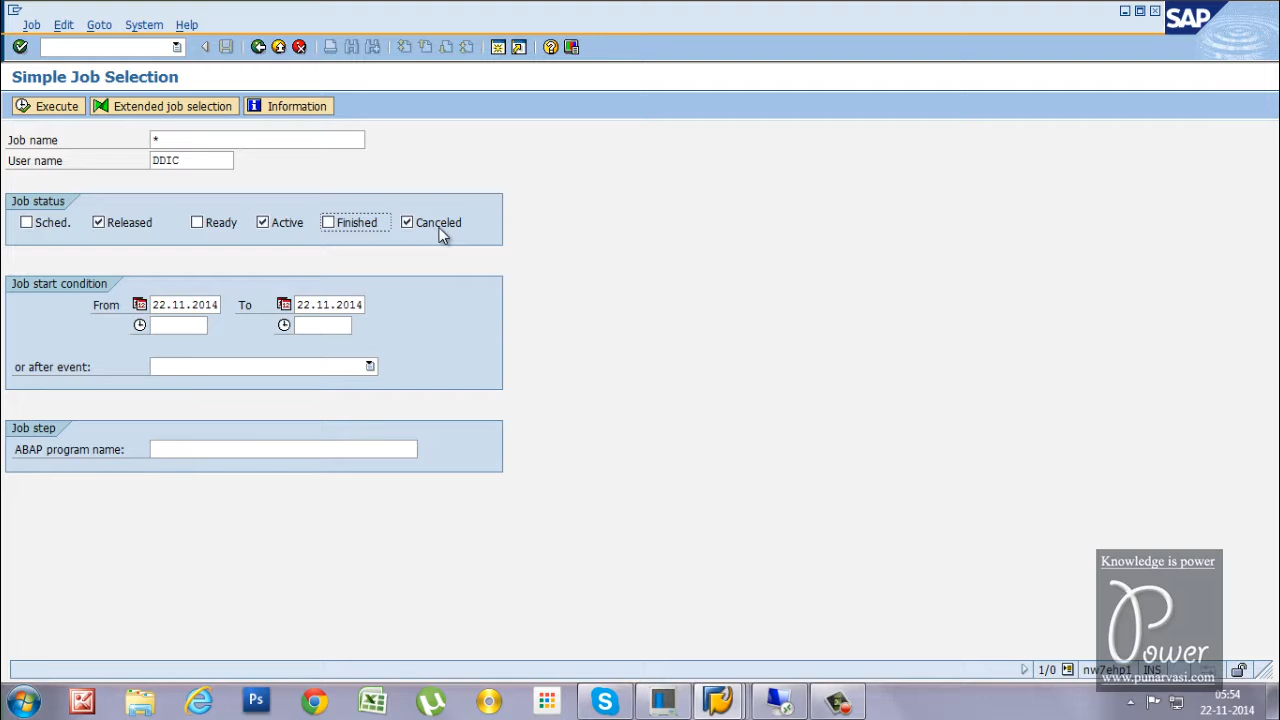 Job Edit Goto System Help
SAP
Simple Job Selection
Execute Extended job selection Information
Job name *
User name DDIC
Job status
Sched. Released Ready Active Finished Canceled
Job start condition
From 22.11.2014 To 22.11.2014
or after event:
Job step
ABAP program name:
Knowledge is power
Power
www.punarvasi.com
1/0 nw7ehp1 INS
Ps
05:54
22-11-2014